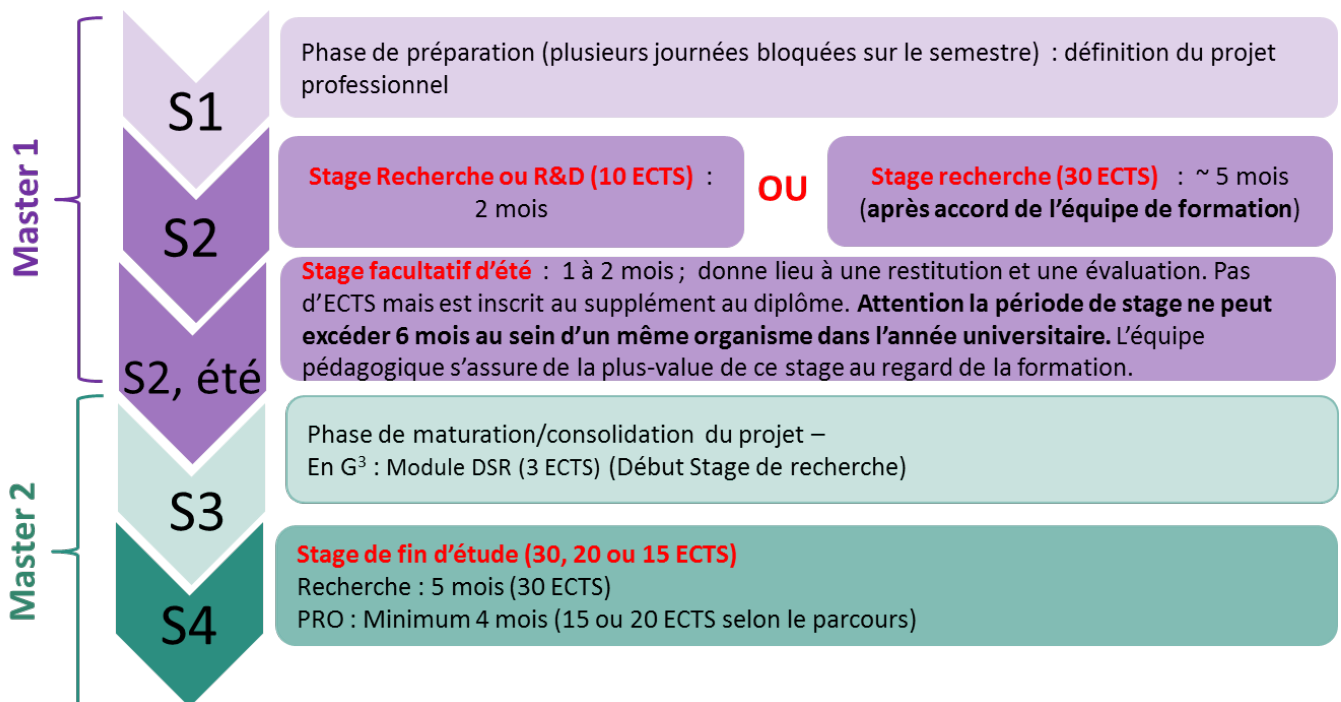 Master 1
S1
Phase de préparation (plusieurs journées bloquées sur le semestre) : définition du projet
professionnel
S2
Stage Recherche ou R&D (10 ECTS) :
2 mois
OU
Stage recherche (30 ECTS) : ~ 5 mois
(après accord de l'équipe de formation)
S2, été
Stage facultatif d'été : 1 à 2 mois ; donne lieu à une restitution et une évaluation. Pas
d'ECTS mais est inscrit au supplément au diplôme. Attention la période de stage ne peut
excéder 6 mois au sein d'un même organisme dans l'année universitaire. L'équipe
pédagogique s'assure de la plus-value de ce stage au regard de la formation.
Master 2
S3
Phase de maturation/consolidation du projet –
En G³ : Module DSR (3 ECTS) (Début Stage de recherche)
S4
Stage de fin d'étude (30, 20 ou 15 ECTS)
Recherche : 5 mois (30 ECTS)
PRO : Minimum 4 mois (15 ou 20 ECTS selon le parcours)